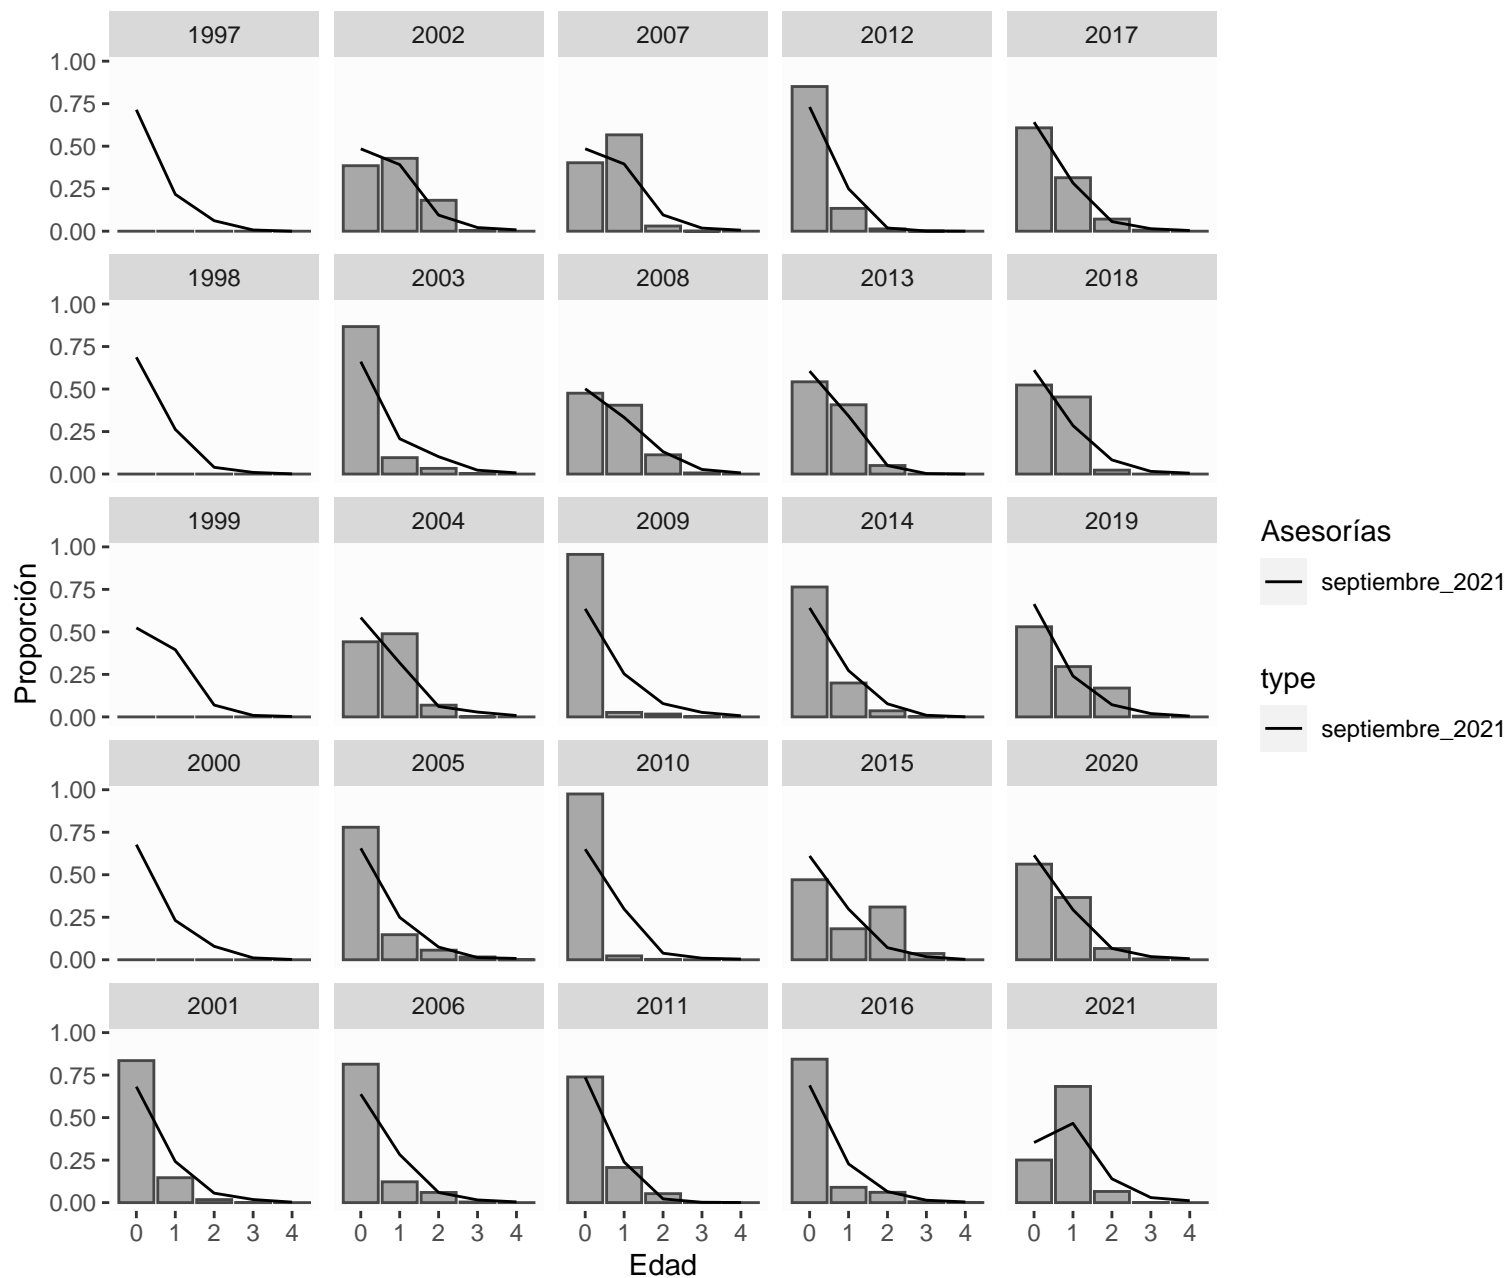 1997 2002 2007 2012 2017
1.00
0.75
0.50
0.25
0.00
1998 2003 2008 2013 2018
1.00
0.75
0.50
0.25
0.00
1999 2004 2009 2014 2019
1.00
0.75
0.50
0.25
0.00
Proporción
2000 2005 2010 2015 2020
1.00
0.75
0.50
0.25
0.00
2001 2006 2011 2016 2021
1.00
0.75
0.50
0.25
0.00
0 1 2 3 4 0 1 2 3 4 0 1 2 3 4 0 1 2 3 4 0 1 2 3 4
Edad
Asesorías
septiembre_2021
type
septiembre_2021